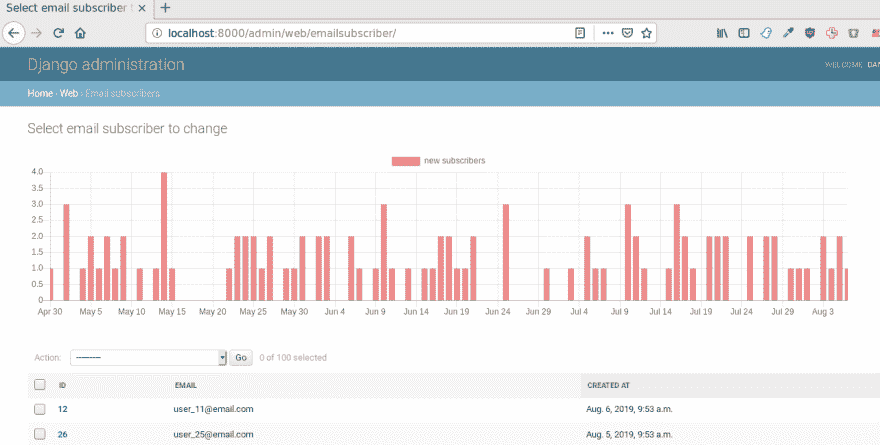 Select email subscriber t
localhost:8000/admin/web/emailsubscriber/
Django administration
WELCOME, DAN
Home › Web › Email subscribers
Select email subscriber to change
new subscribers
4.0
3.5
3.0
2.5
2.0
1.5
1.0
0.5
0
Apr 30 May 5 May 10 May 15 May 20 May 25 May 30 Jun 4 Jun 9 Jun 14 Jun 19 Jun 24 Jun 29 Jul 4 Jul 9 Jul 14 Jul 19 Jul 24 Jul 29 Aug 3
Action: --------- Go 0 of 100 selected
ID EMAIL CREATED AT
12 user_11@email.com Aug. 6, 2019, 9:53 a.m.
26 user_25@email.com Aug. 5, 2019, 9:53 a.m.